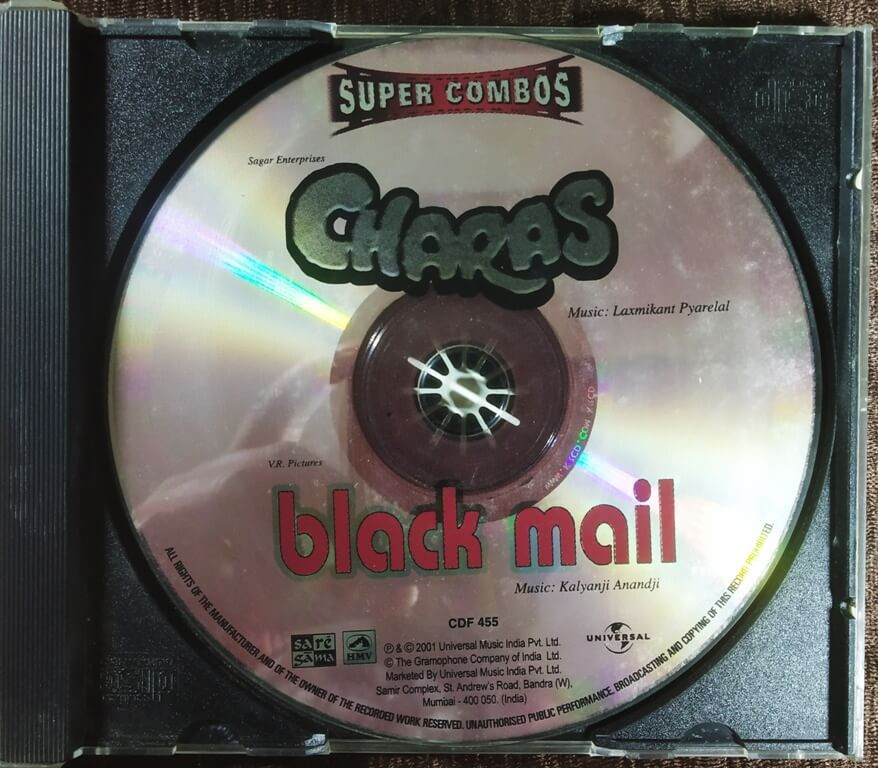 SUPER COMBOS
Sagar Enterprises
CHARAS
Music: Laxmikant Pyarelal
V.R. Pictures
black mail
Music: Kalyanji Anandji
CDF 455
sa rē
gama
HMV
℗ & © 2001 Universal Music India Pvt. Ltd.
© The Gramophone Company of India Ltd.
Marketed By Universal Music India Pvt. Ltd.
Samir Complex, St. Andrew's Road, Bandra (W),
Mumbai - 400 050. (India)
UNIVERSAL
ALL RIGHTS OF THE MANUFACTURER AND OF THE OWNER OF THE RECORDED WORK RESERVED. UNAUTHORISED PUBLIC PERFORMANCE, BROADCASTING AND COPYING OF THIS RECORD PROHIBITED.